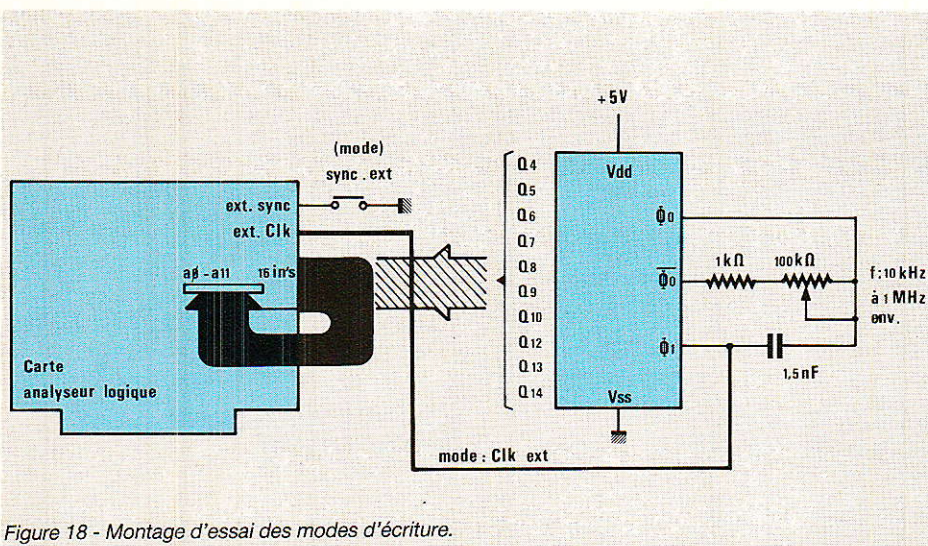 +5V
(mode)
sync. ext
ext. sync
ext. Clk
aø-a11
16 in's
Carte
analyseur logique
Q4
Q5
Q6
Q7
Q8
Q9
Q10
Q12
Q13
Q14
Vdd
Φ0
Φ0
Φ1
Vss
1kΩ
100kΩ
f:10 kHz
à 1 MHz
env.
1,5nF
mode : Clk ext
Figure 18 - Montage d'essai des modes d'écriture.